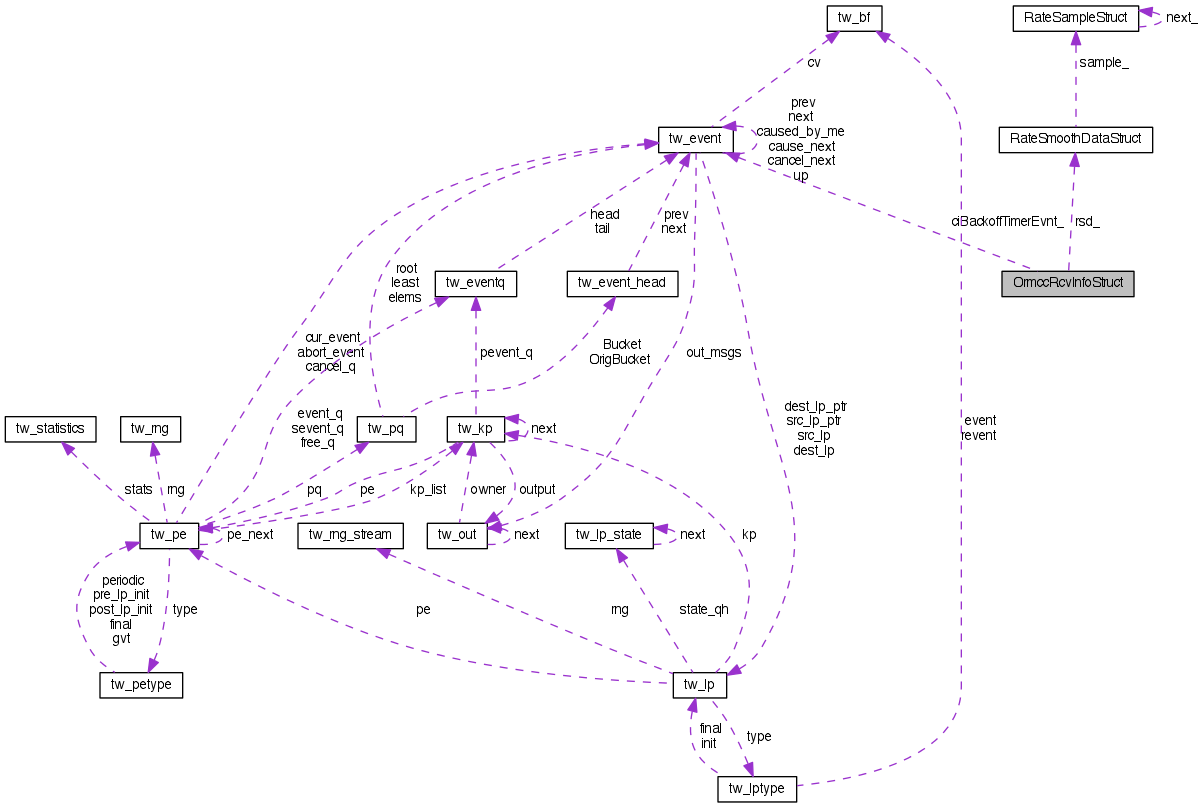 tw_bf
RateSampleStruct
next_
cv
sample_
prev
next
caused_by_me
cause_next
cancel_next
up
tw_event
RateSmoothDataStruct
head
tail
prev
next
ciBackoffTimerEvnt_
rsd_
root
least
elems
tw_eventq
tw_event_head
OrmccRcvInfoStruct
cur_event
abort_event
cancel_q
pevent_q
Bucket
OrigBucket
out_msgs
event_q
sevent_q
free_q
dest_lp_ptr
src_lp_ptr
src_lp
dest_lp
event
revent
tw_statistics
tw_rng
tw_pq
tw_kp
next
stats
rng
pq
pe
kp_list
owner
output
tw_pe
pe_next
tw_rng_stream
tw_out
next
tw_lp_state
next
kp
periodic
pre_lp_init
post_lp_init
final
gvt
type
pe
rng
state_qh
tw_petype
tw_lp
final
init
type
tw_lptype